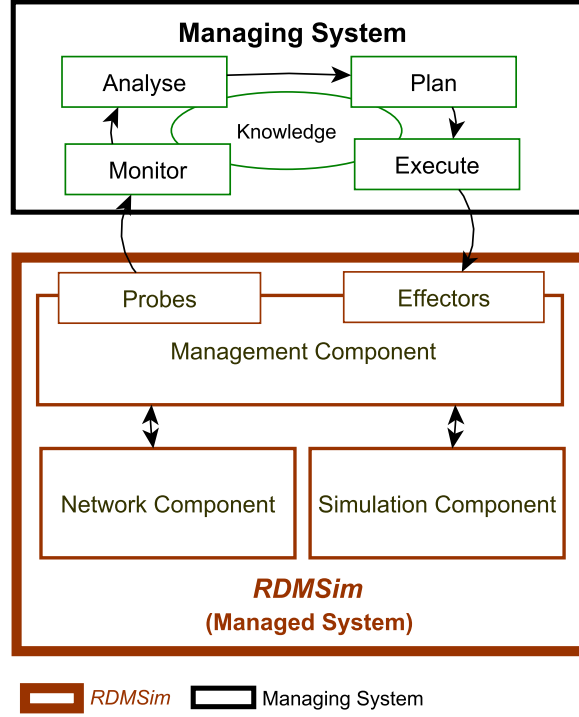 Managing System
Analyse
Plan
Knowledge
Monitor
Execute
Probes
Effectors
Management Component
Network Component
Simulation Component
RDMSim
(Managed System)
RDMSim
Managing System